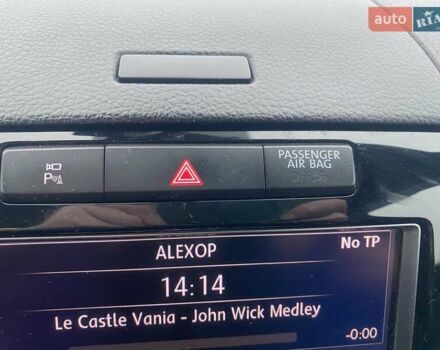 auto RIA
P
PASSENGER
AIR BAG
ALEXOP
No TP
14:14
Le Castle Vania - John Wick Medley
-0:00